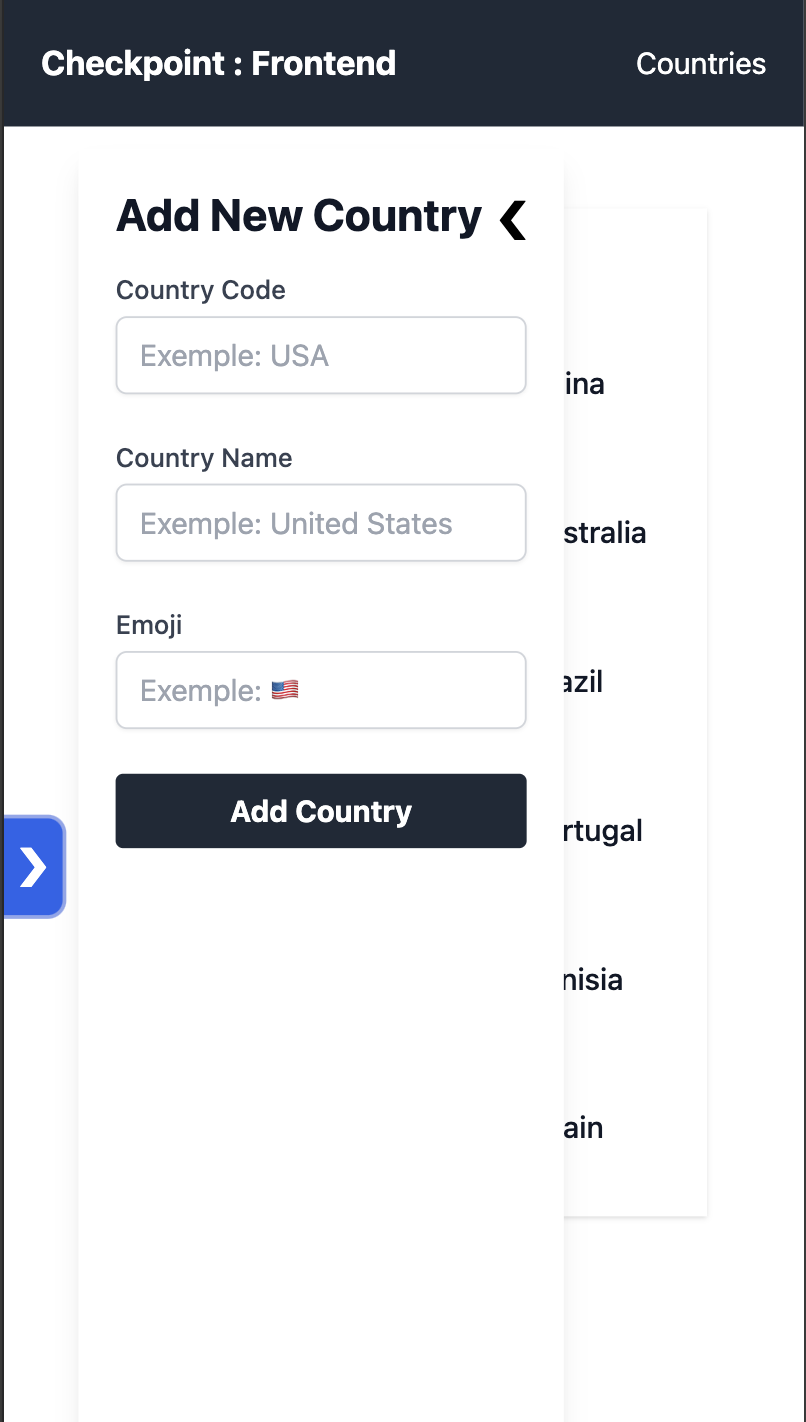 Checkpoint : Frontend
Countries
Add New Country ❮
Country Code
Exemple: USA
Country Name
Exemple: United States
Emoji
Exemple: 🇺🇸
Add Country
❯
ina
stralia
azil
rtugal
nisia
ain